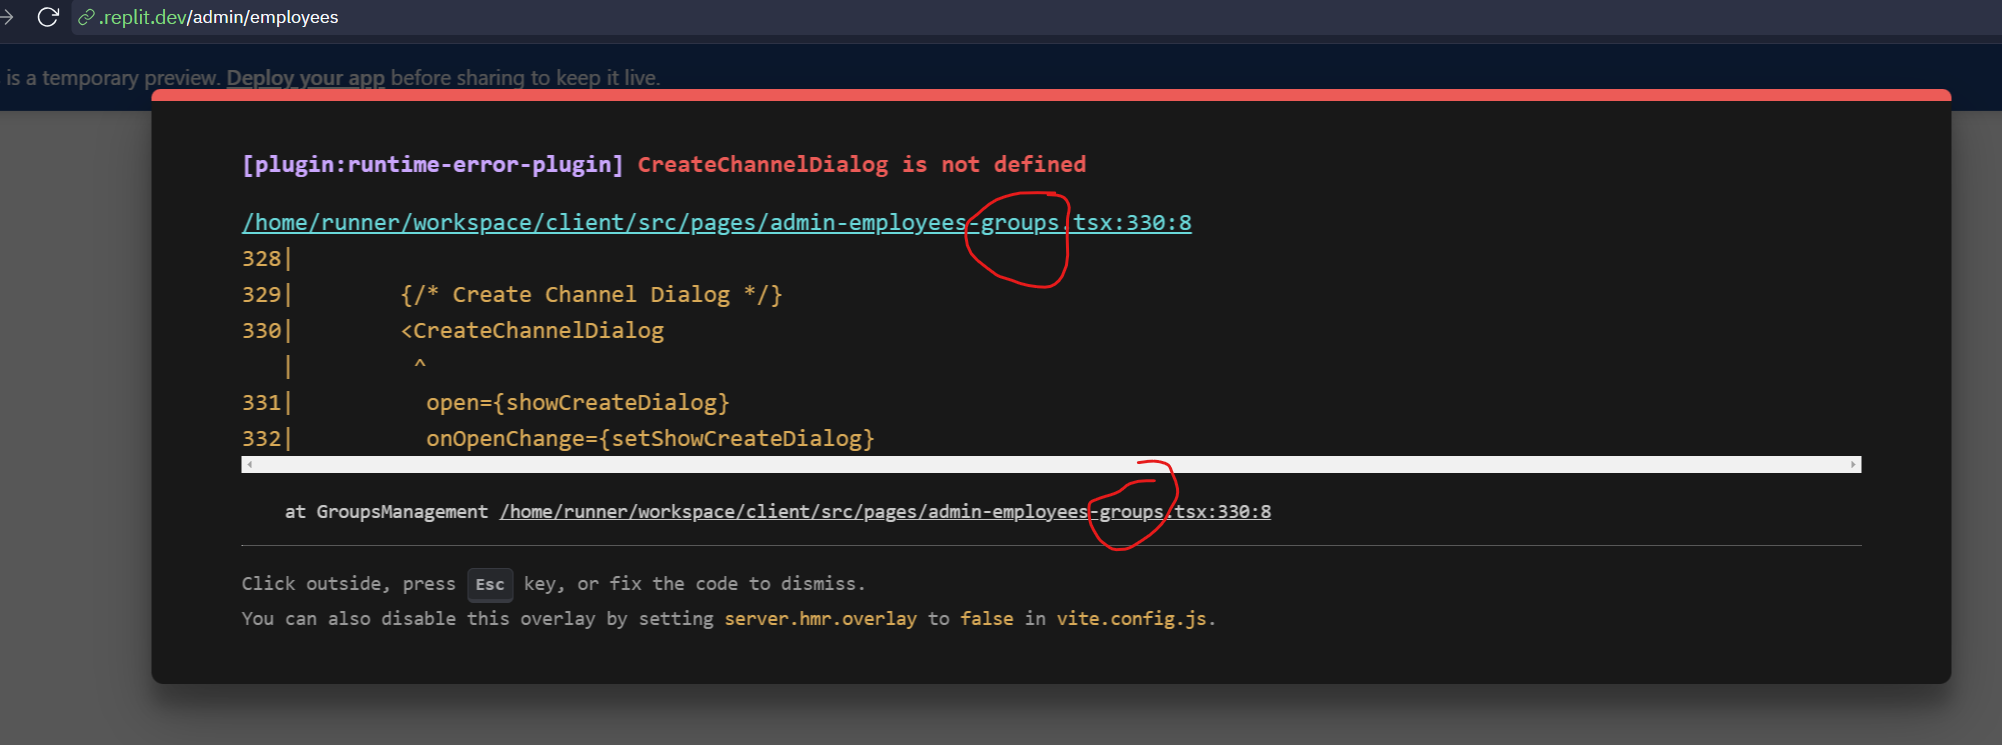 .replit.dev/admin/employees
is a temporary preview. Deploy your app before sharing to keep it live.
[plugin:runtime-error-plugin] CreateChannelDialog is not defined
/home/runner/workspace/client/src/pages/admin-employees-groups.tsx:330:8
328|
329|        {/* Create Channel Dialog */}
330|        <CreateChannelDialog
   |         ^
331|          open={showCreateDialog}
332|          onOpenChange={setShowCreateDialog}
at GroupsManagement /home/runner/workspace/client/src/pages/admin-employees-groups.tsx:330:8
Click outside, press Esc key, or fix the code to dismiss.
You can also disable this overlay by setting server.hmr.overlay to false in vite.config.js.